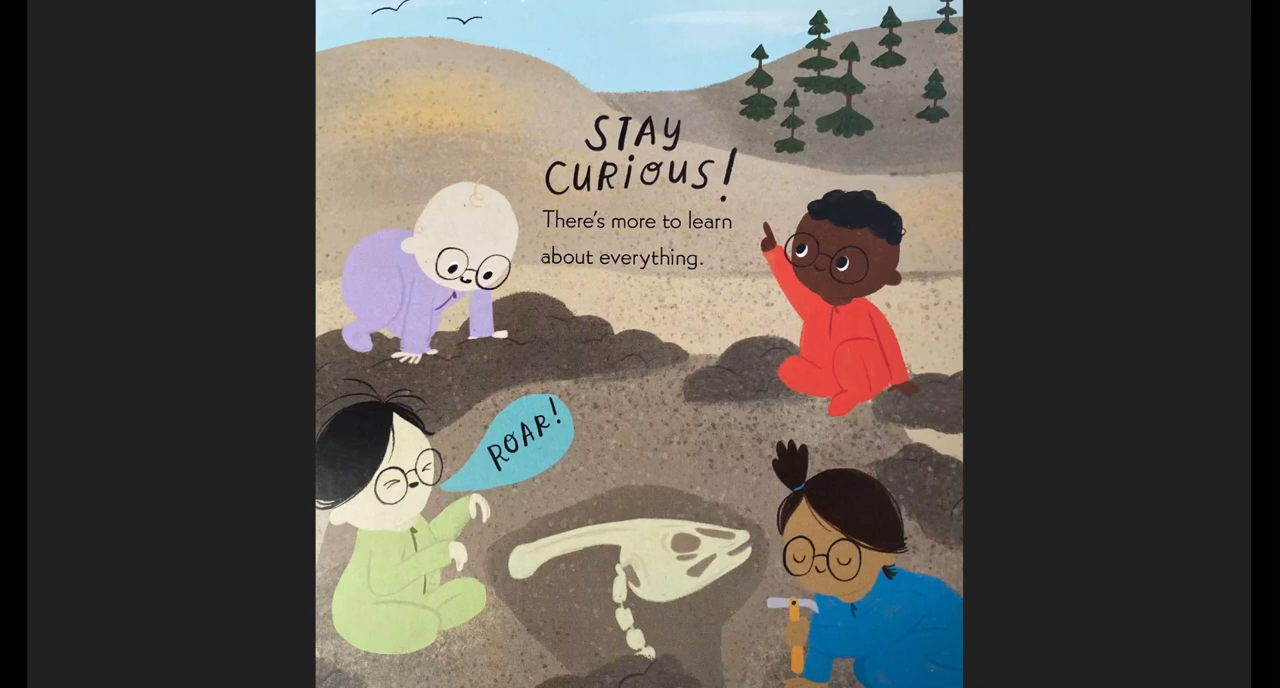 STAY
CURiOUS!
There's more to learn
about everything.
ROAR!